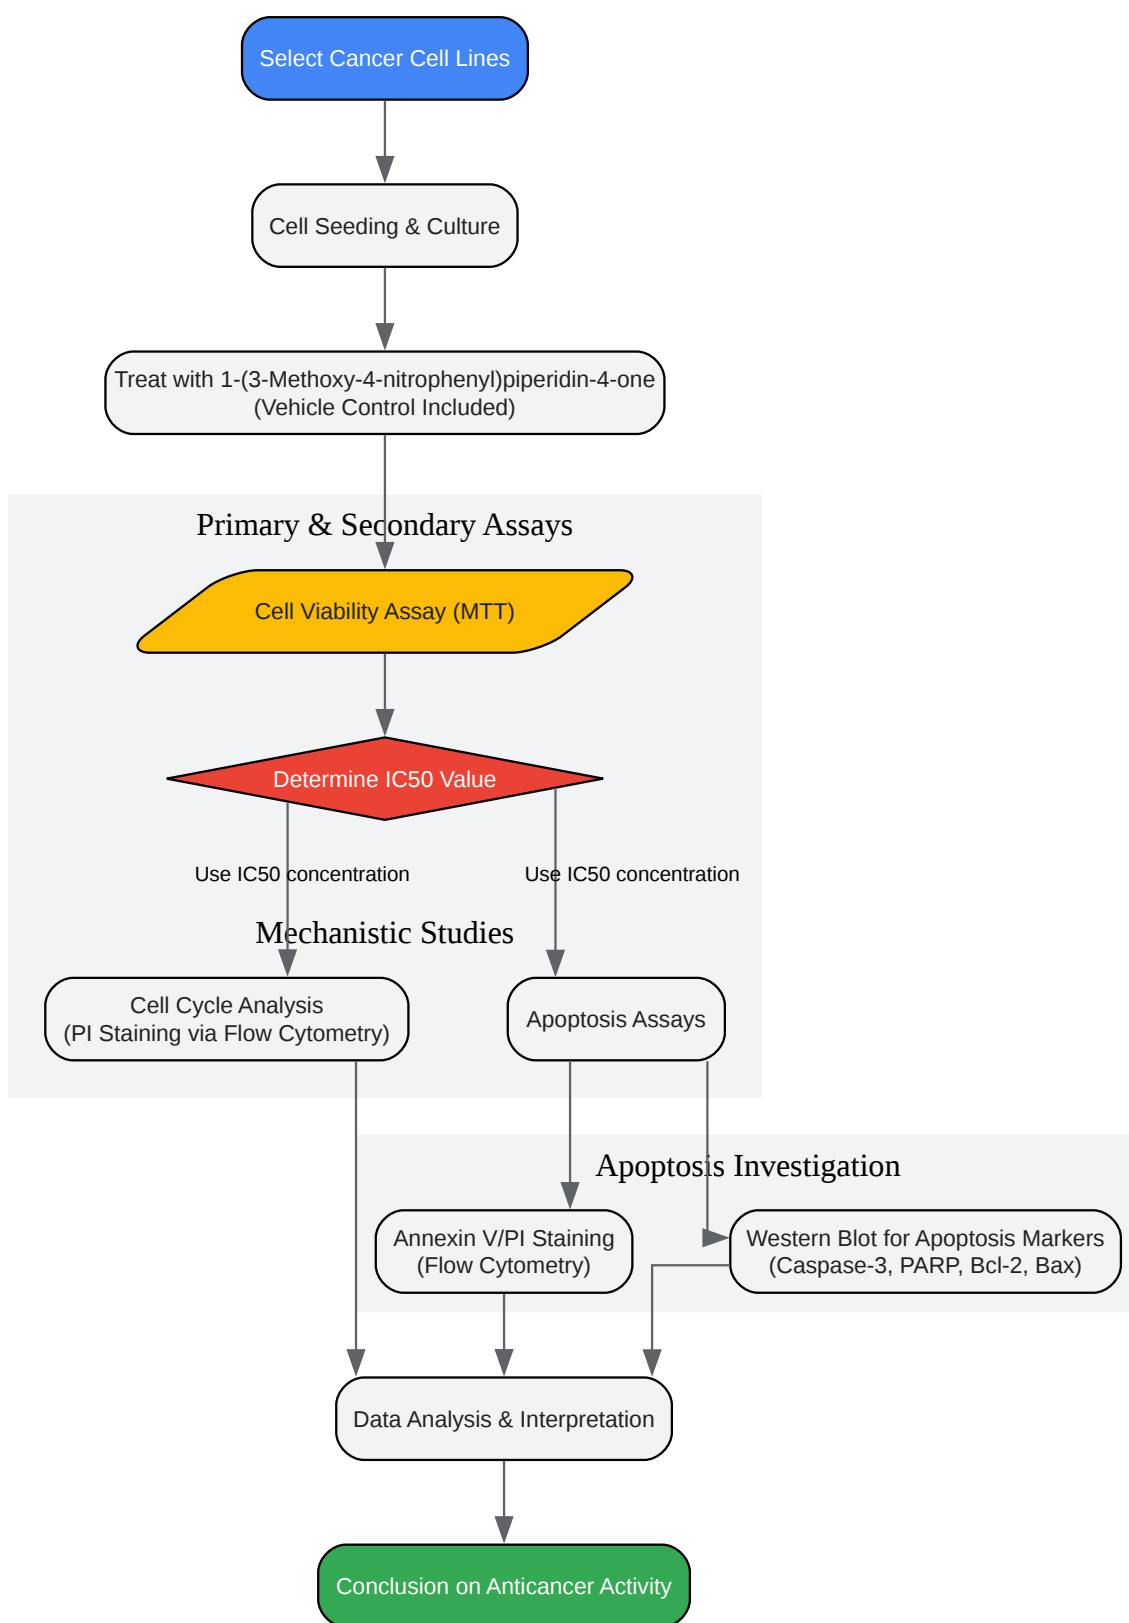 Select Cancer Cell Lines
Cell Seeding & Culture
Treat with 1-(3-Methoxy-4-nitrophenyl)piperidin-4-one
(Vehicle Control Included)
Primary & Secondary Assays
Cell Viability Assay (MTT)
Determine IC50 Value
Use IC50 concentration
Use IC50 concentration
Mechanistic Studies
Cell Cycle Analysis
(PI Staining via Flow Cytometry)
Apoptosis Assays
Apoptosis Investigation
Annexin V/PI Staining
(Flow Cytometry)
Western Blot for Apoptosis Markers
(Caspase-3, PARP, Bcl-2, Bax)
Data Analysis & Interpretation
Conclusion on Anticancer Activity